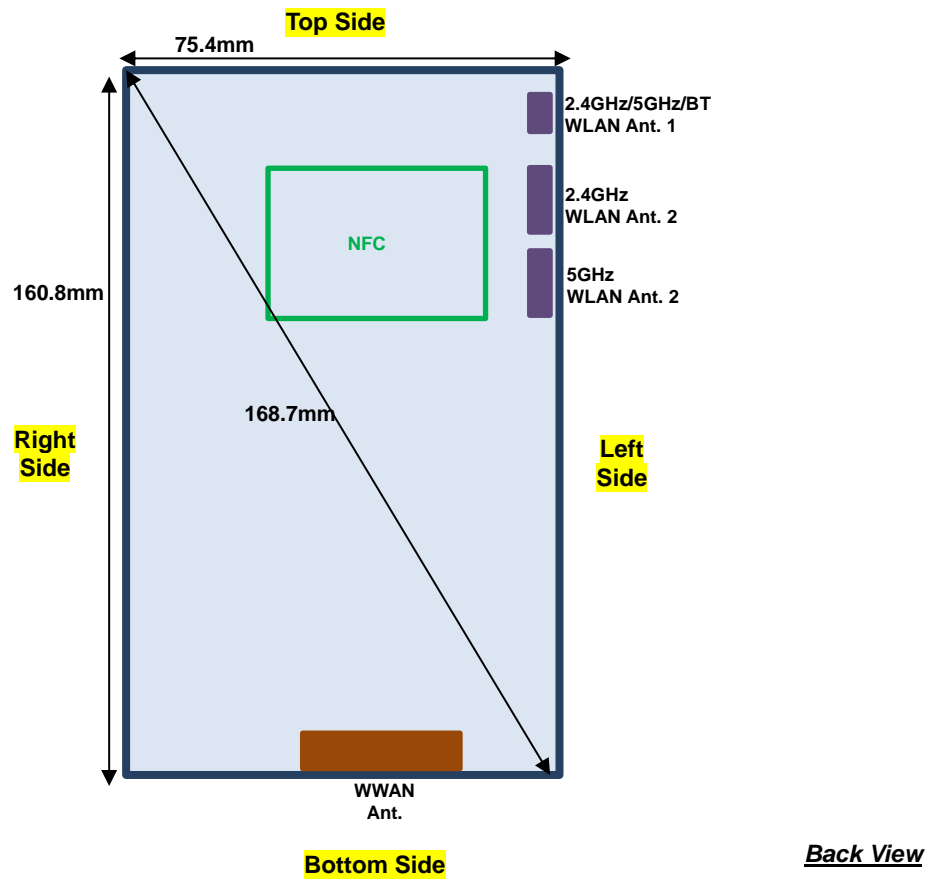 Top Side
75.4mm
2.4GHz/5GHz/BT
WLAN Ant. 1
2.4GHz
WLAN Ant. 2
NFC
5GHz
WLAN Ant. 2
160.8mm
168.7mm
Right
Side
Left
Side
WWAN
Ant.
Bottom Side
Back View